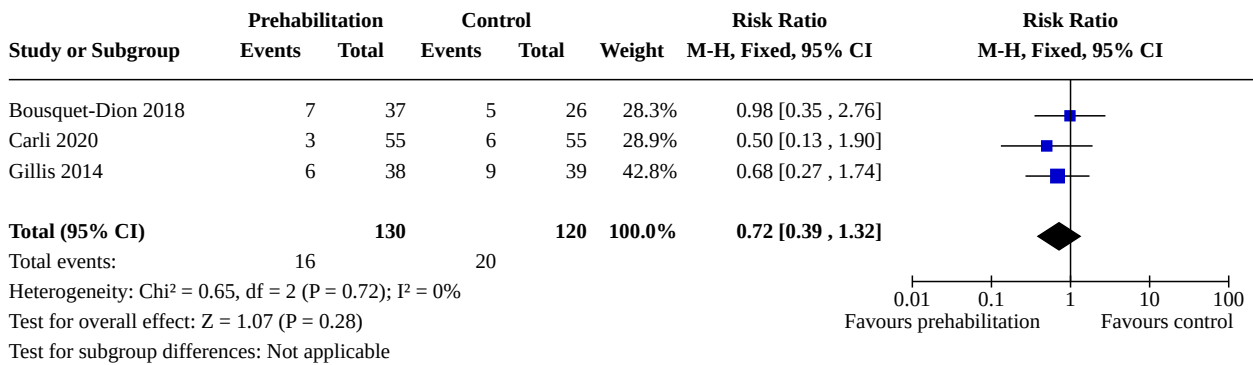 Prehabilitation Control Risk Ratio Risk Ratio
Study or Subgroup Events Total Events Total Weight M-H, Fixed, 95% CI M-H, Fixed, 95% CI
Bousquet-Dion 2018 7 37 5 26 28.3% 0.98 [0.35 , 2.76]
Carli 2020 3 55 6 55 28.9% 0.50 [0.13 , 1.90]
Gillis 2014 6 38 9 39 42.8% 0.68 [0.27 , 1.74]
Total (95% CI) 130 120 100.0% 0.72 [0.39 , 1.32]
Total events: 16 20
Heterogeneity: Chi² = 0.65, df = 2 (P = 0.72); I² = 0%
0.01 0.1 1 10 100
Test for overall effect: Z = 1.07 (P = 0.28) Favours prehabilitation Favours control
Test for subgroup differences: Not applicable